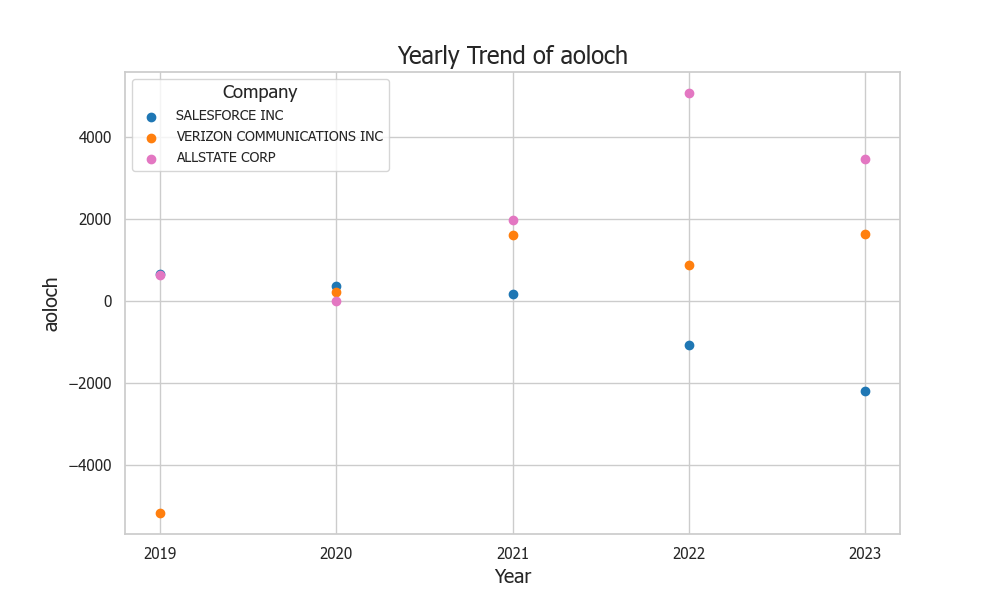 Yearly Trend of aoloch
Company
SALESFORCE INC
VERIZON COMMUNICATIONS INC
ALLSTATE CORP
aoloch
4000
2000
0
−2000
−4000
2019
2020
2021
2022
2023
Year